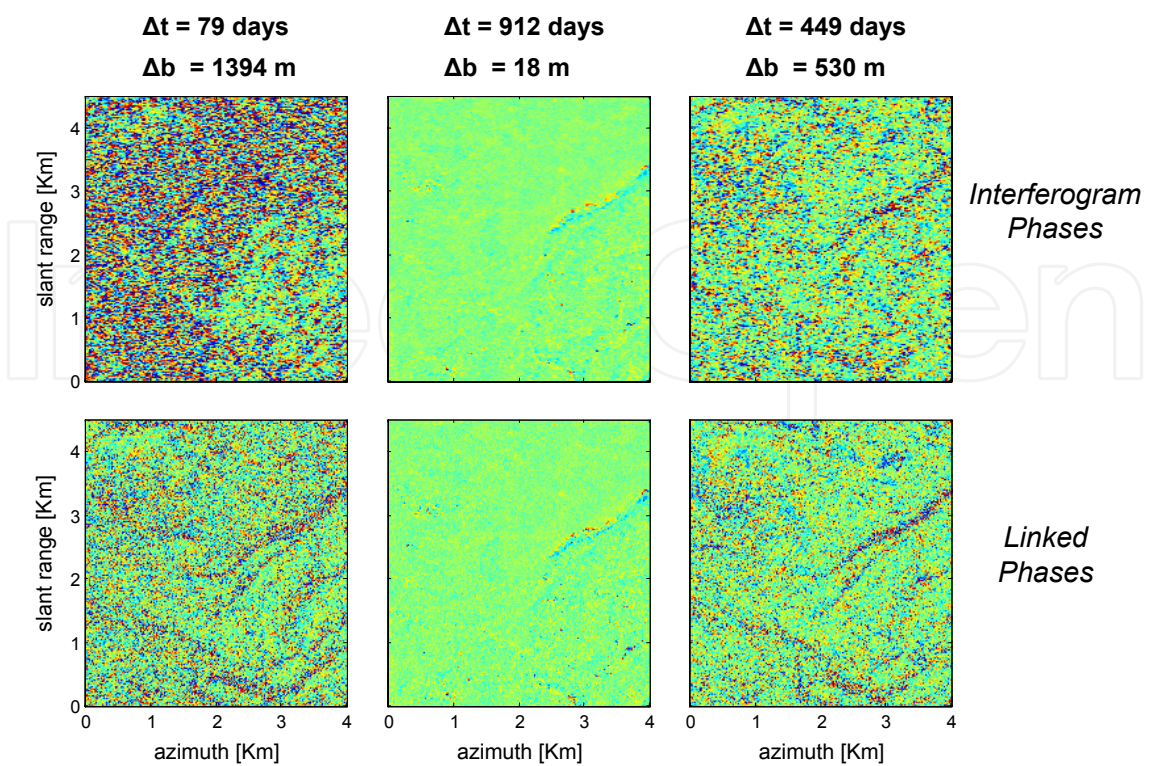 Δt = 79 days
Δb = 1394 m
Δt = 912 days
Δb = 18 m
Δt = 449 days
Δb = 530 m
slant range [Km]
4
3
2
1
0
Interferogram
Phases
slant range [Km]
4
3
2
1
0
Linked
Phases
0 1 2 3 4
0 1 2 3 4
0 1 2 3 4
azimuth [Km]
azimuth [Km]
azimuth [Km]